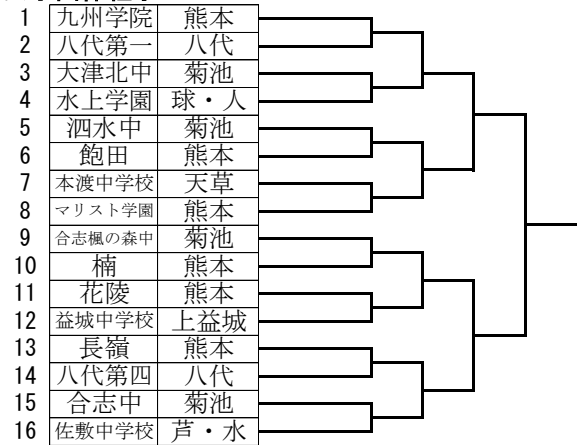 1 九州学院 熊本
2 八代第一 八代
3 大津北中 菊池
4 水上学園 球・人
5 泗水中 菊池
6 飽田 熊本
7 本渡中学校 天草
8 マリスト学園 熊本
9 合志楓の森中 菊池
10 楠 熊本
11 花陵 熊本
12 益城中学校 上益城
13 長嶺 熊本
14 八代第四 八代
15 合志中 菊池
16 佐敷中学校 芦・水